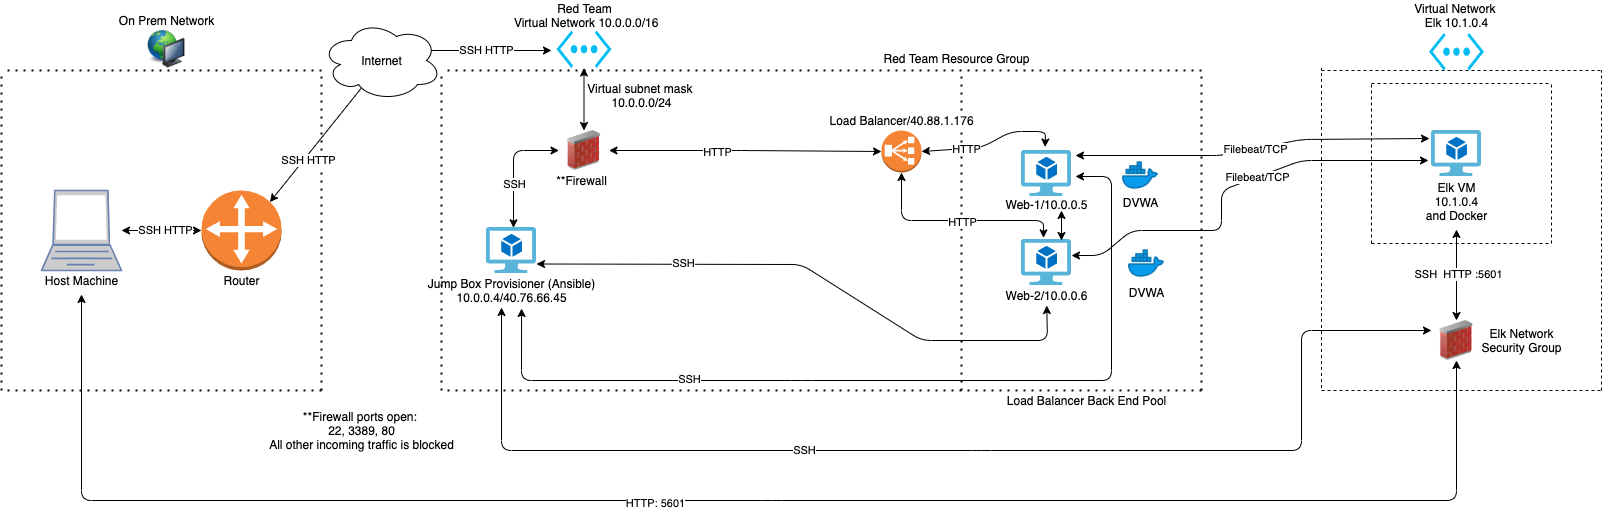 On Prem Network
Red Team
Virtual Network 10.0.0.0/16
Virtual Network
Elk 10.1.0.4
Internet
SSH HTTP
Red Team Resource Group
Virtual subnet mask
10.0.0.0/24
Load Balancer/40.88.1.176
SSH HTTP
HTTP
HTTP
Filebeat/TCP
Filebeat/TCP
**Firewall
SSH
DVWA
Web-1/10.0.0.5
Elk VM
10.1.0.4
and Docker
HTTP
SSH HTTP
SSH
Host Machine
Router
Jump Box Provisioner (Ansible)
10.0.0.4/40.76.66.45
Web-2/10.0.0.6
DVWA
SSH HTTP :5601
Elk Network
Security Group
SSH
Load Balancer Back End Pool
**Firewall ports open:
22, 3389, 80
All other incoming traffic is blocked
SSH
HTTP: 5601